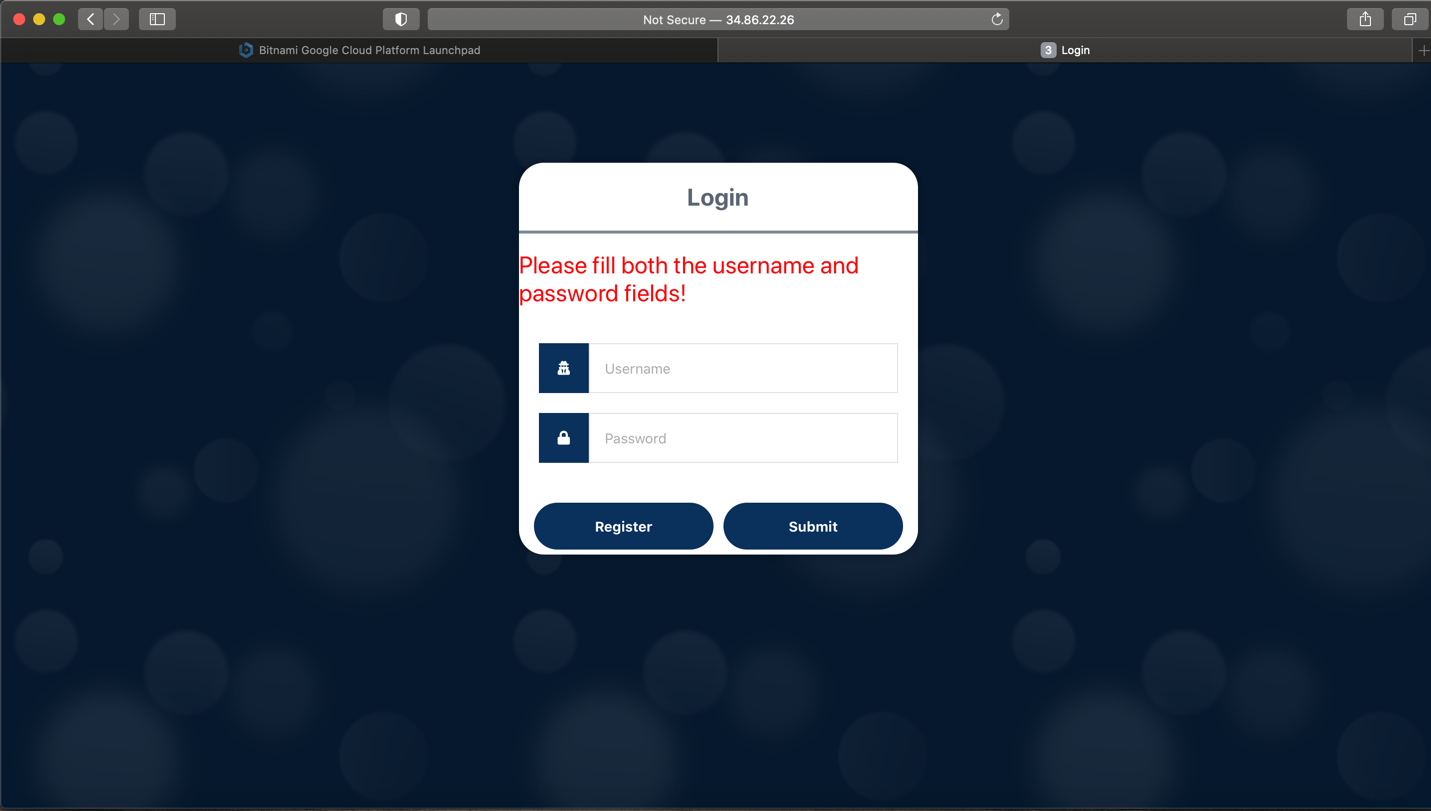 Not Secure — 34.86.22.26
Bitnami Google Cloud Platform Launchpad
3 Login
Login
Please fill both the username and
password fields!
Username
Password
Register
Submit